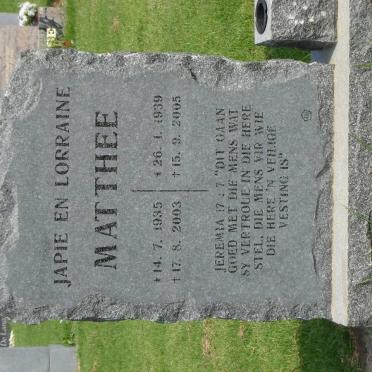 JAPIE EN LORRAINE
MATTHEE
*14. 7. 1935 *26. 1. 1939
†17. 8. 2003 †15. 9. 2005
JEREMIA 17 : 7 "DIT GAAN
GOED MET DIE MENS WAT
SY VERTROUE IN DIE HERE
STEL, DIE MENS VIR WIE
DIE HERE 'N VEILIGE
VESTING IS"